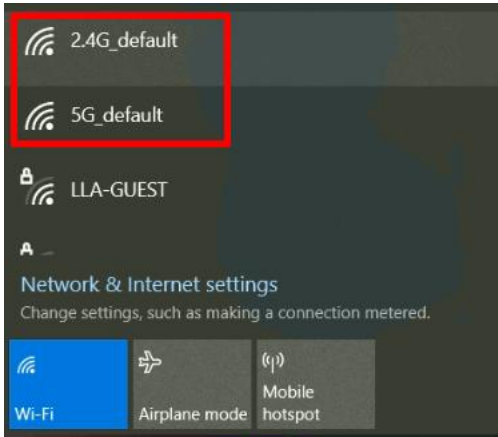 2.4G_default
5G_default
LLA-GUEST
Network & Internet settings
Change settings, such as making a connection metered.
Wi-Fi
Airplane mode
Mobile
hotspot